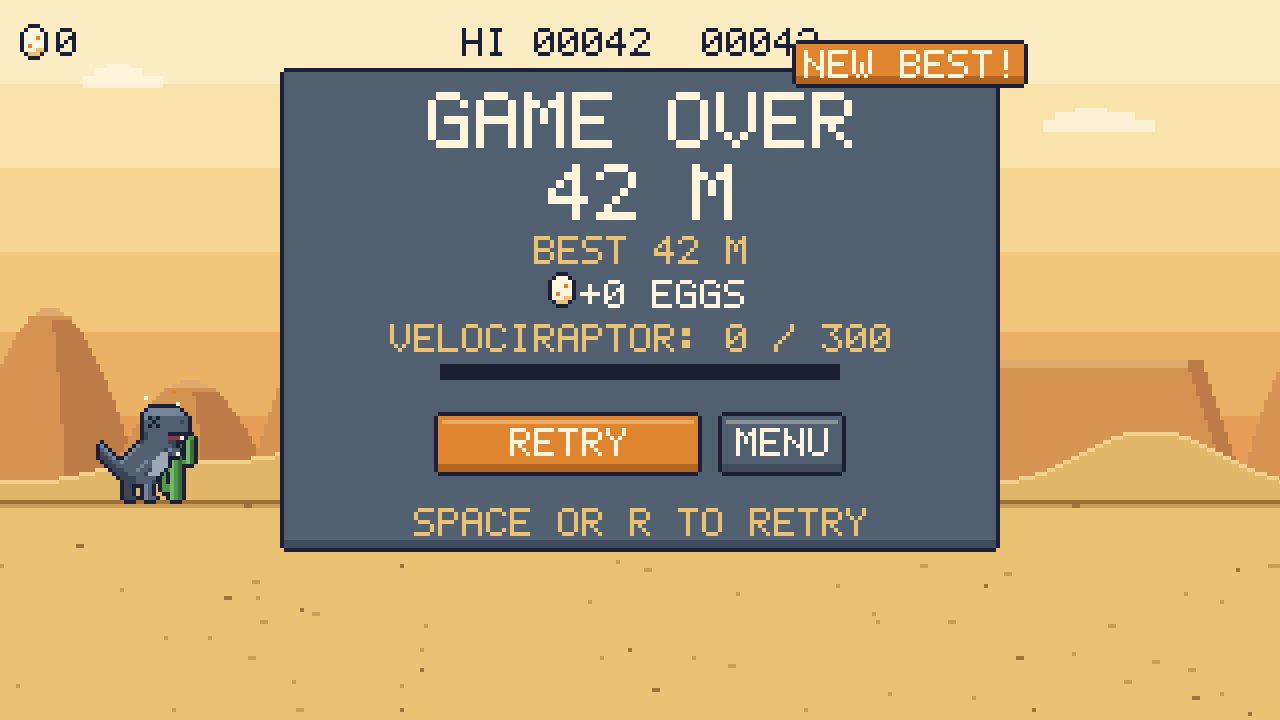 0
HI 00042 00042
NEW BEST!
GAME OVER
42 M
BEST 42 M
+0 EGGS
VELOCIRAPTOR: 0 / 300
RETRY
MENU
SPACE OR R TO RETRY